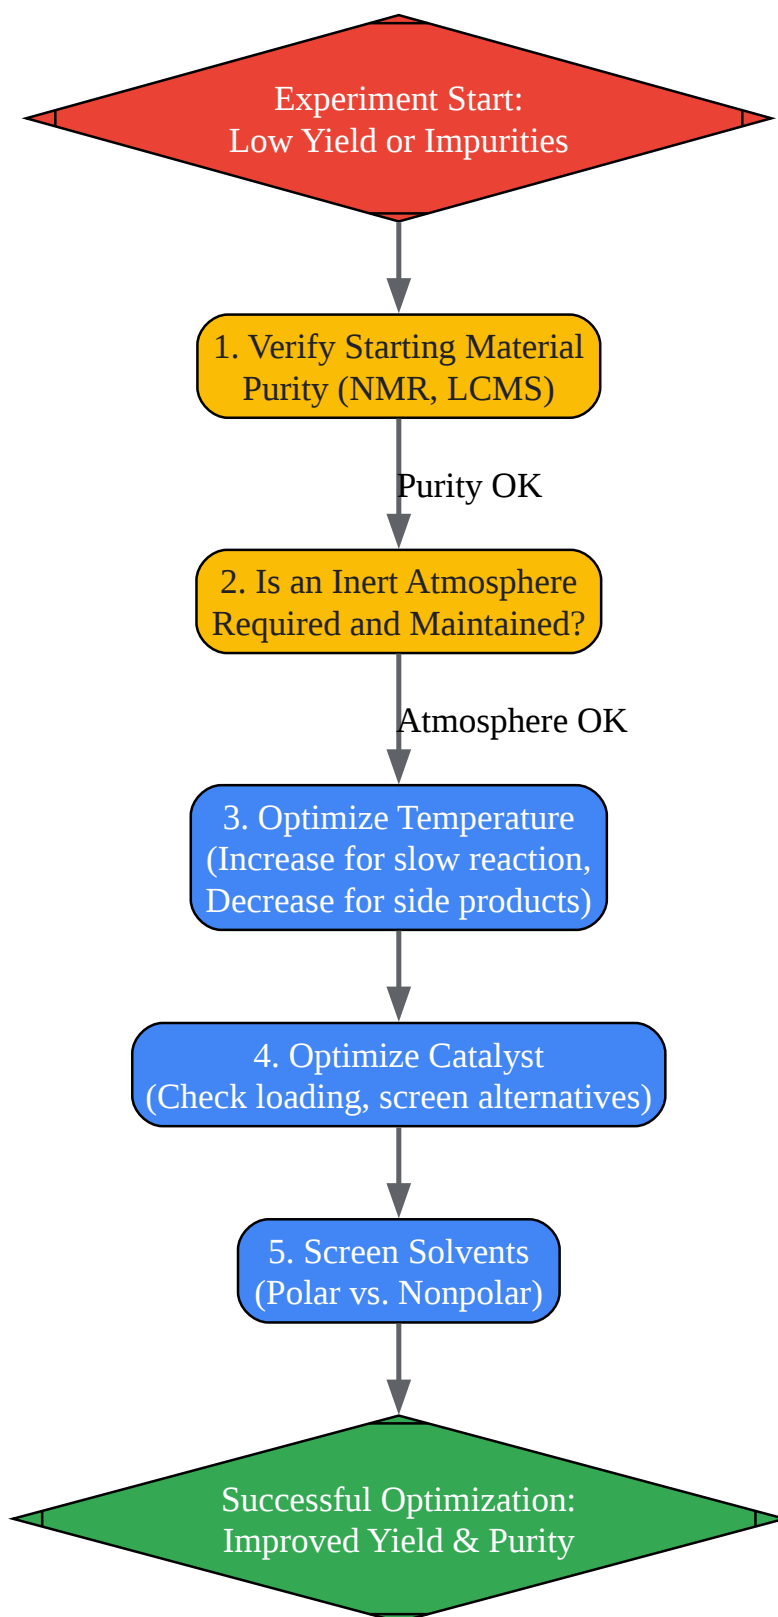 Experiment Start:
Low Yield or Impurities
1. Verify Starting Material
Purity (NMR, LCMS)
Purity OK
2. Is an Inert Atmosphere
Required and Maintained?
Atmosphere OK
3. Optimize Temperature
(Increase for slow reaction,
Decrease for side products)
4. Optimize Catalyst
(Check loading, screen alternatives)
5. Screen Solvents
(Polar vs. Nonpolar)
Successful Optimization:
Improved Yield & Purity